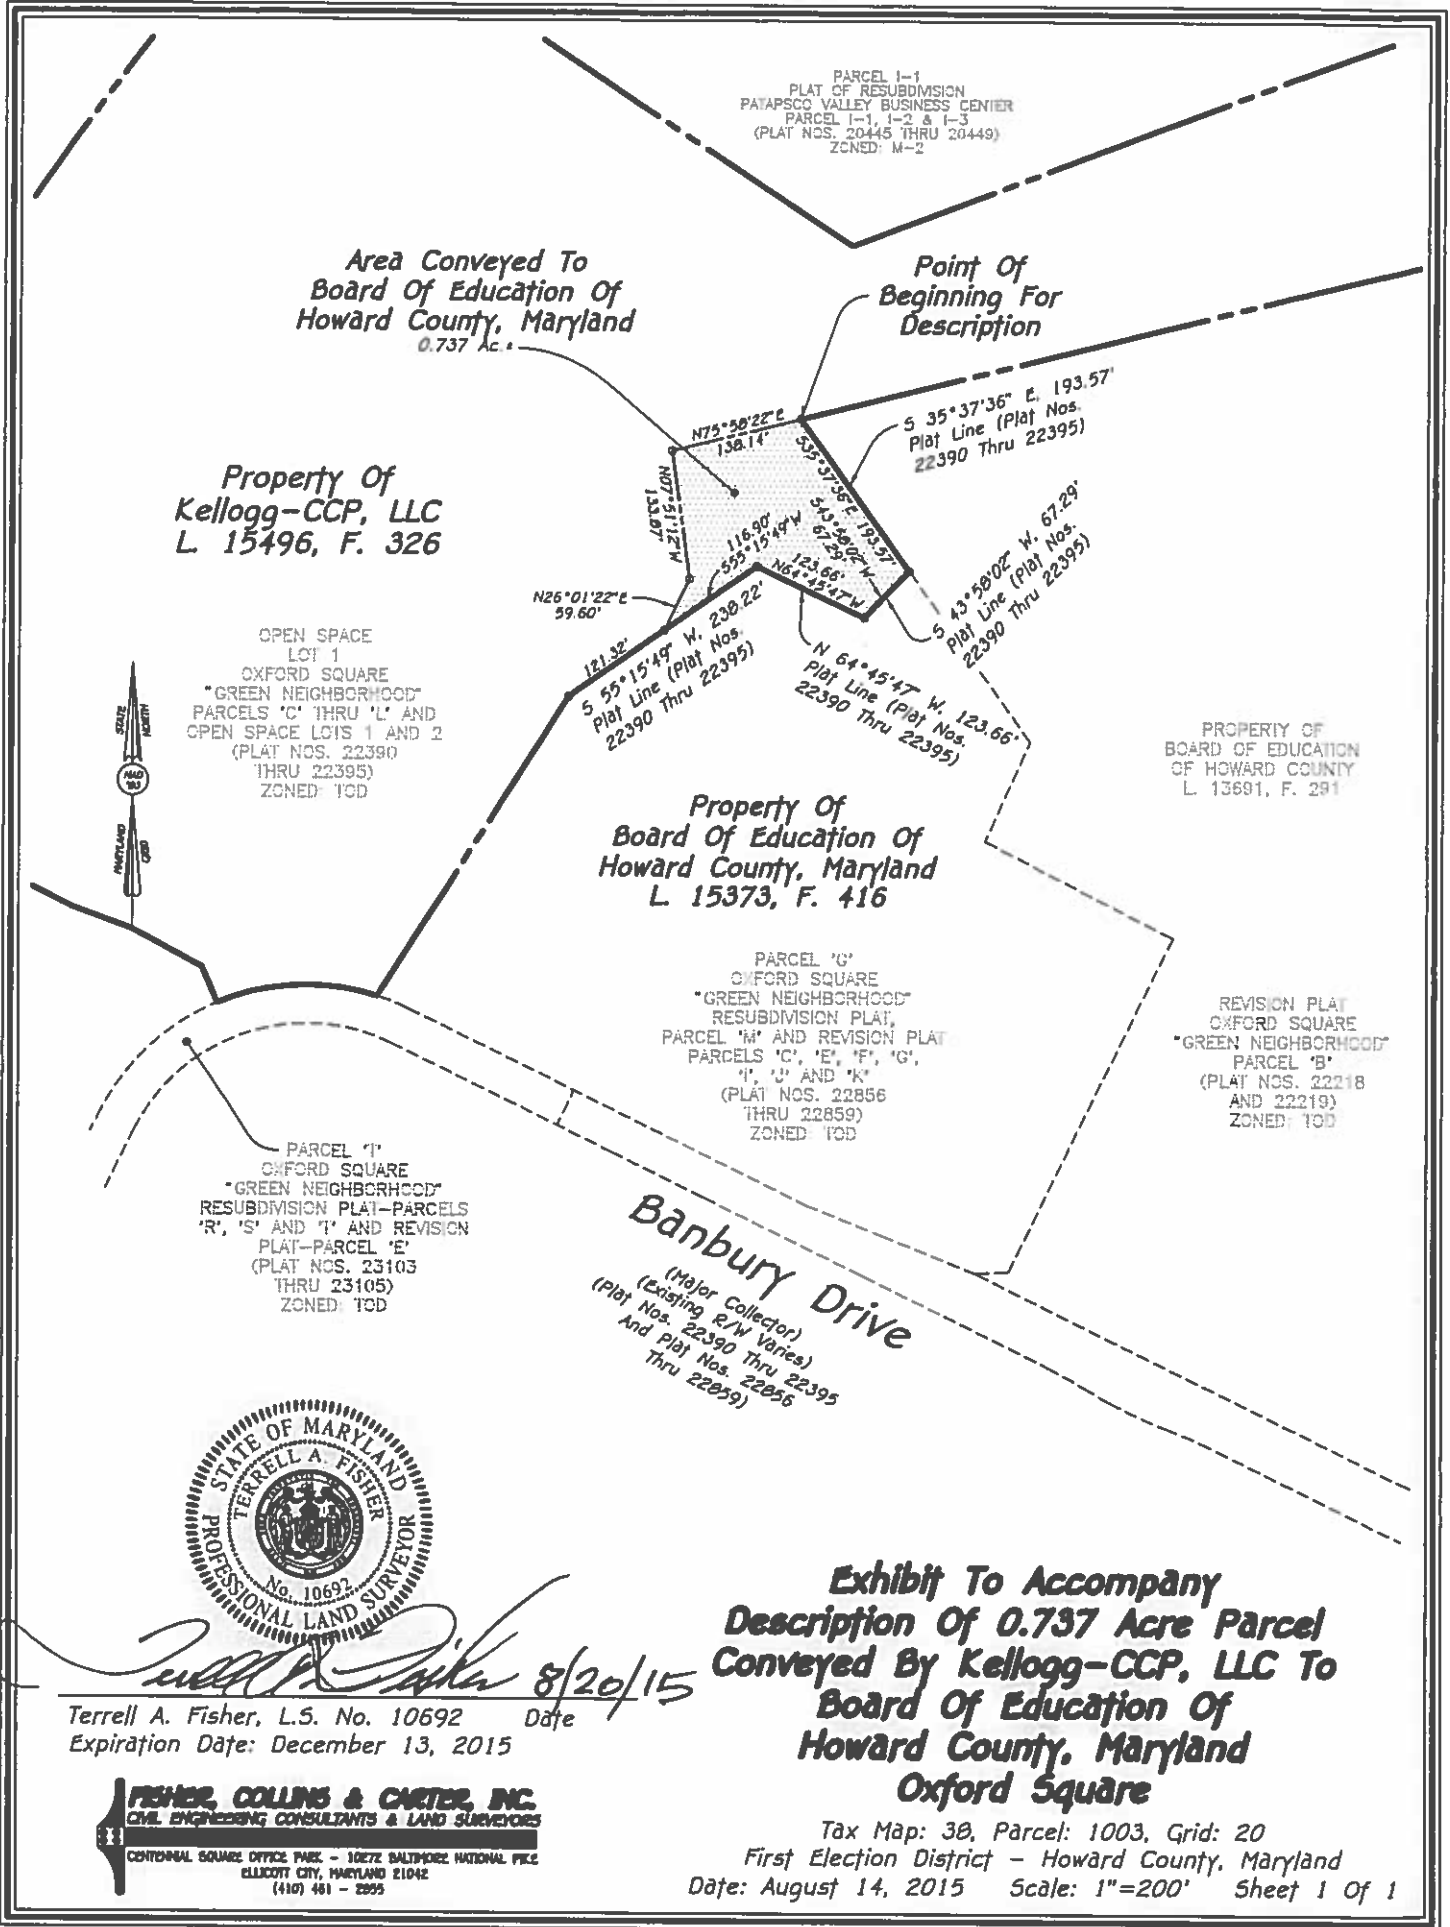 PARCEL I-1
PLAT OF RESUBDIVISION
PATAPSCO VALLEY BUSINESS CENTER
PARCEL I-1, I-2 & I-3
(PLAT NOS. 20445 THRU 20449)
ZONED: M-2
Area Conveyed To
Board Of Education Of
Howard County, Maryland
0.737 Ac.±
Point Of
Beginning For
Description
S 35°37'36" E. 193.57'
Plat Line (Plat Nos.
22390 Thru 22395)
N75°58'22"E
138.14'
S35°37'36"E 193.57'
N07°51'12"W
133.87'
S43°58'02"W
67.29'
116.90'
S55°15'49"W
123.66'
N64°45'47"W
N26°01'22"E
59.60'
Property Of
Kellogg-CCP, LLC
L. 15496, F. 326
S 43°58'02" W. 67.29'
Plat Line (Plat Nos.
22390 Thru 22395)
121.32'
S 55°15'49" W. 238.22'
Plat Line (Plat Nos.
22390 Thru 22395)
N 64°45'47" W. 123.66'
Plat Line (Plat Nos.
22390 Thru 22395)
OPEN SPACE
LOT 1
OXFORD SQUARE
"GREEN NEIGHBORHOOD"
PARCELS 'C' THRU 'L' AND
OPEN SPACE LOTS 1 AND 2
(PLAT NOS. 22390
THRU 22395)
ZONED: TOD
STATE
NORTH
NAD
'83
MARYLAND
GRID
PROPERTY OF
BOARD OF EDUCATION
OF HOWARD COUNTY
L. 13691, F. 291
Property Of
Board Of Education Of
Howard County, Maryland
L. 15373, F. 416
PARCEL 'G'
OXFORD SQUARE
"GREEN NEIGHBORHOOD"
RESUBDIVISION PLAT,
PARCEL 'M' AND REVISION PLAT
PARCELS 'C', 'E', 'F', 'G',
'I', 'J' AND 'K'
(PLAT NOS. 22856
THRU 22859)
ZONED: TOD
REVISION PLAT
OXFORD SQUARE
"GREEN NEIGHBORHOOD"
PARCEL 'B'
(PLAT NOS. 22218
AND 22219)
ZONED: TOD
PARCEL 'T'
OXFORD SQUARE
"GREEN NEIGHBORHOOD"
RESUBDIVISION PLAT-PARCELS
'R', 'S' AND 'T' AND REVISION
PLAT-PARCEL 'E'
(PLAT NOS. 23103
THRU 23105)
ZONED: TOD
Banbury Drive
(Major Collector)
(Existing R/W Varies)
(Plat Nos. 22390 Thru 22395
And Plat Nos. 22856
Thru 22859)
STATE OF MARYLAND
TERRELL A. FISHER
No. 10692
PROFESSIONAL LAND SURVEYOR
Terrell A. Fisher 8/20/15
Terrell A. Fisher, L.S. No. 10692 Date
Expiration Date: December 13, 2015
FISHER, COLLINS & CARTER, INC.
CIVIL ENGINEERING CONSULTANTS & LAND SURVEYORS
CENTENNIAL SQUARE OFFICE PARK - 10272 BALTIMORE NATIONAL PIKE
ELLICOTT CITY, MARYLAND 21042
(410) 461 - 2855
Exhibit To Accompany
Description Of 0.737 Acre Parcel
Conveyed By Kellogg-CCP, LLC To
Board Of Education Of
Howard County, Maryland
Oxford Square
Tax Map: 38, Parcel: 1003, Grid: 20
First Election District - Howard County, Maryland
Date: August 14, 2015 Scale: 1"=200' Sheet 1 Of 1